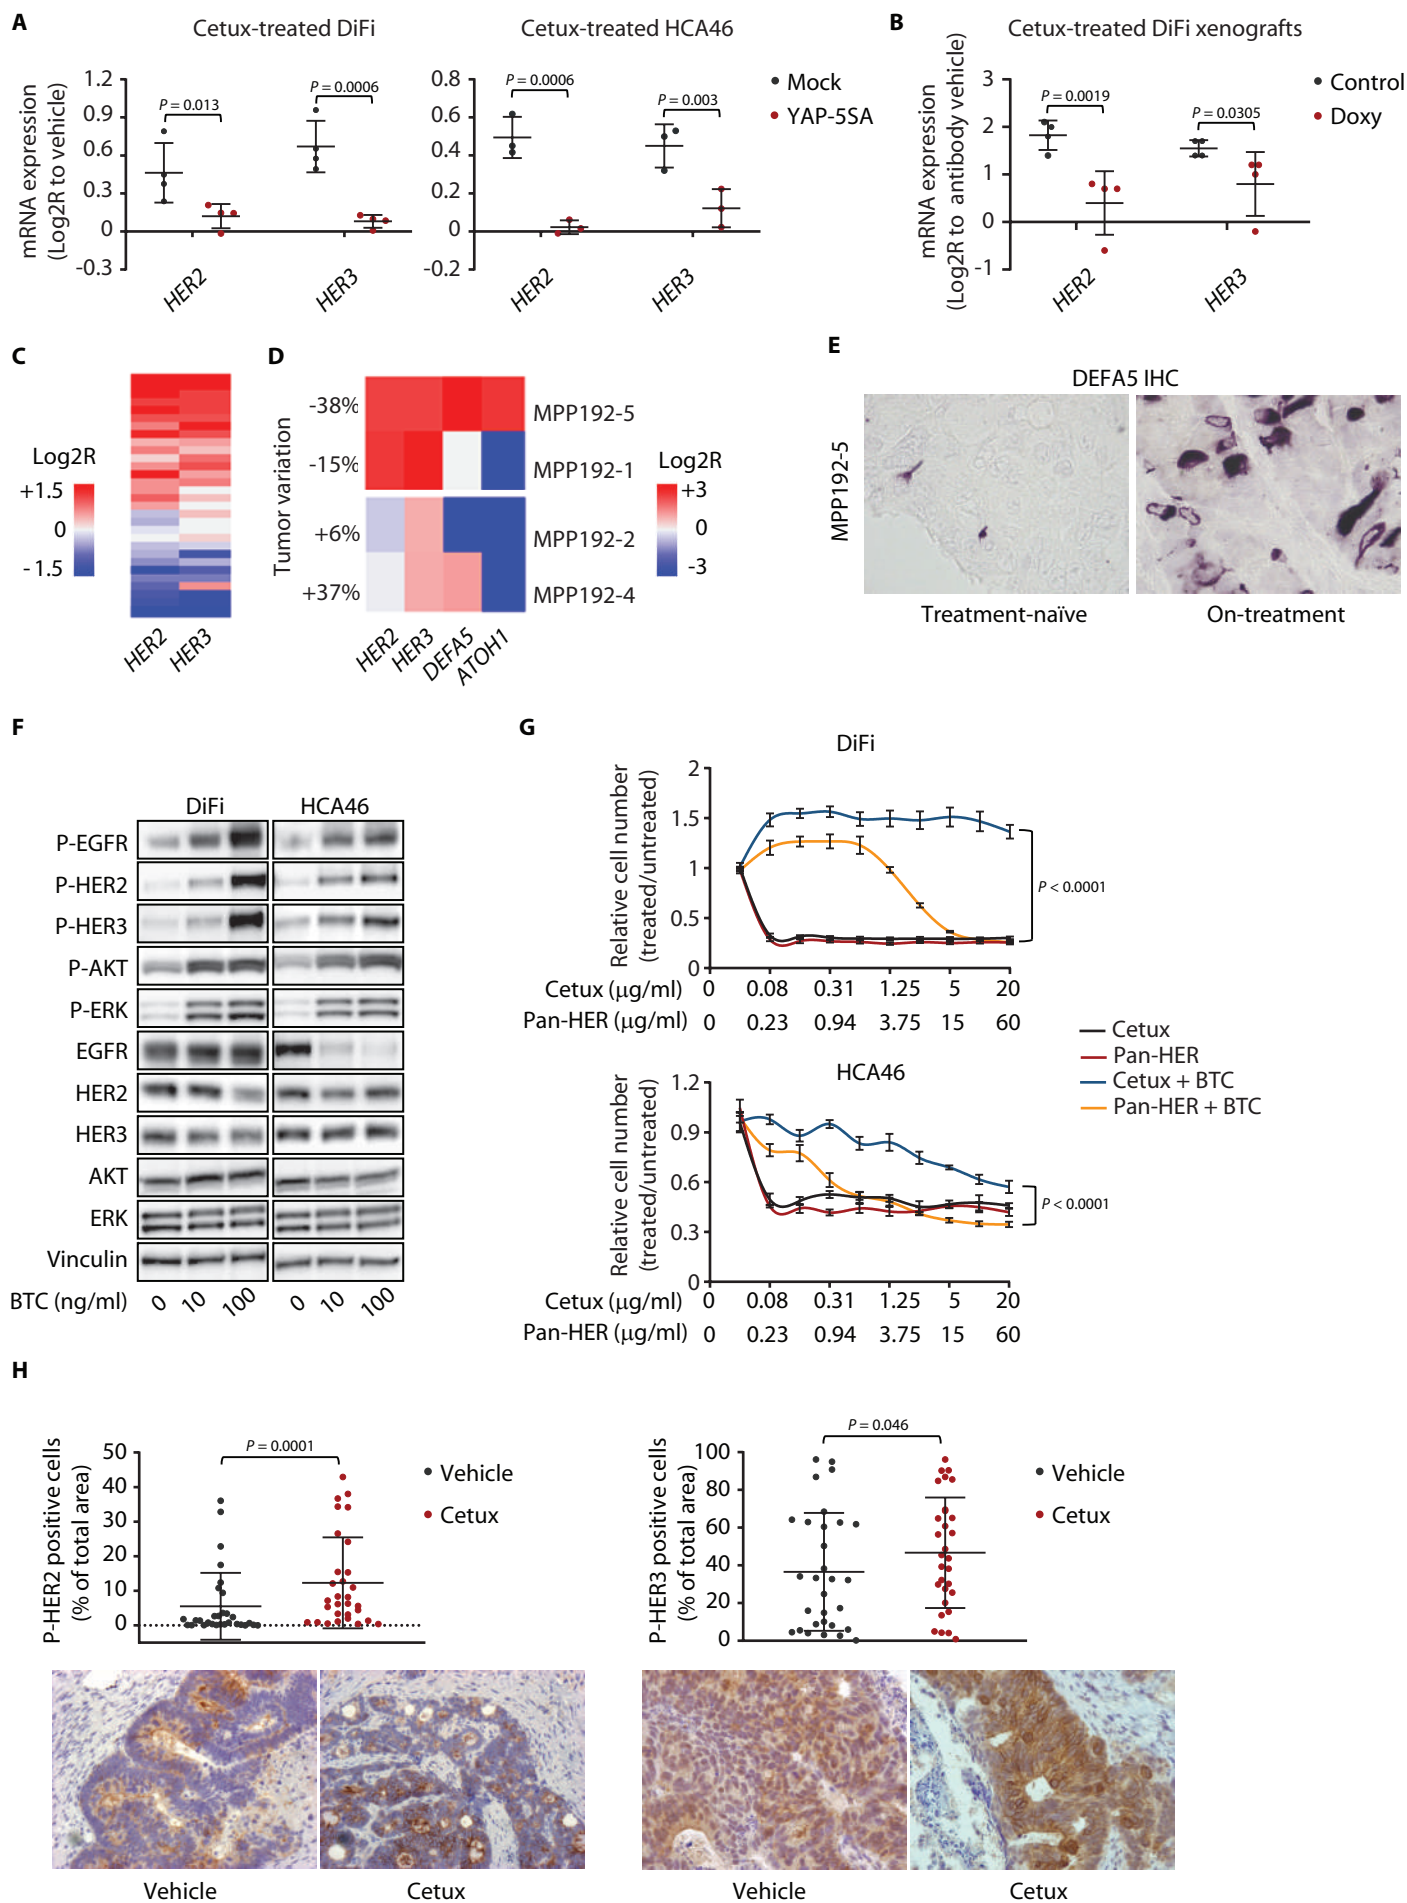 A
Cetux-treated DiFi
Cetux-treated HCA46
mRNA expression
(Log2R to vehicle)
1.2
0.9
0.6
0.3
0
-0.3
P = 0.013
P = 0.0006
HER2
HER3
0.8
0.6
0.4
0.2
0
-0.2
P = 0.0006
P = 0.003
HER2
HER3
Mock
YAP-5SA
B
Cetux-treated DiFi xenografts
mRNA expression
(Log2R to antibody vehicle)
3
2
1
0
-1
P = 0.0019
P = 0.0305
HER2
HER3
Control
Doxy
C
Log2R
+1.5
0
-1.5
HER2
HER3
D
Tumor variation
-38%
-15%
+6%
+37%
MPP192-5
MPP192-1
MPP192-2
MPP192-4
HER2
HER3
DEFA5
ATOH1
Log2R
+3
0
-3
E
DEFA5 IHC
MPP192-5
Treatment-naïve
On-treatment
F
DiFi
HCA46
P-EGFR
P-HER2
P-HER3
P-AKT
P-ERK
EGFR
HER2
HER3
AKT
ERK
Vinculin
BTC (ng/ml) 0 10 100 0 10 100
G
DiFi
Relative cell number
(treated/untreated)
2
1.5
1
0.5
0
P < 0.0001
Cetux (μg/ml) 0 0.08 0.31 1.25 5 20
Pan-HER (μg/ml) 0 0.23 0.94 3.75 15 60
Cetux
Pan-HER
Cetux + BTC
Pan-HER + BTC
HCA46
Relative cell number
(treated/untreated)
1.2
0.9
0.6
0.3
0
P < 0.0001
Cetux (μg/ml) 0 0.08 0.31 1.25 5 20
Pan-HER (μg/ml) 0 0.23 0.94 3.75 15 60
H
P-HER2 positive cells
(% of total area)
50
40
30
20
10
0
P = 0.0001
Vehicle
Cetux
P-HER3 positive cells
(% of total area)
100
80
60
40
20
0
P = 0.046
Vehicle
Cetux
Vehicle
Cetux
Vehicle
Cetux